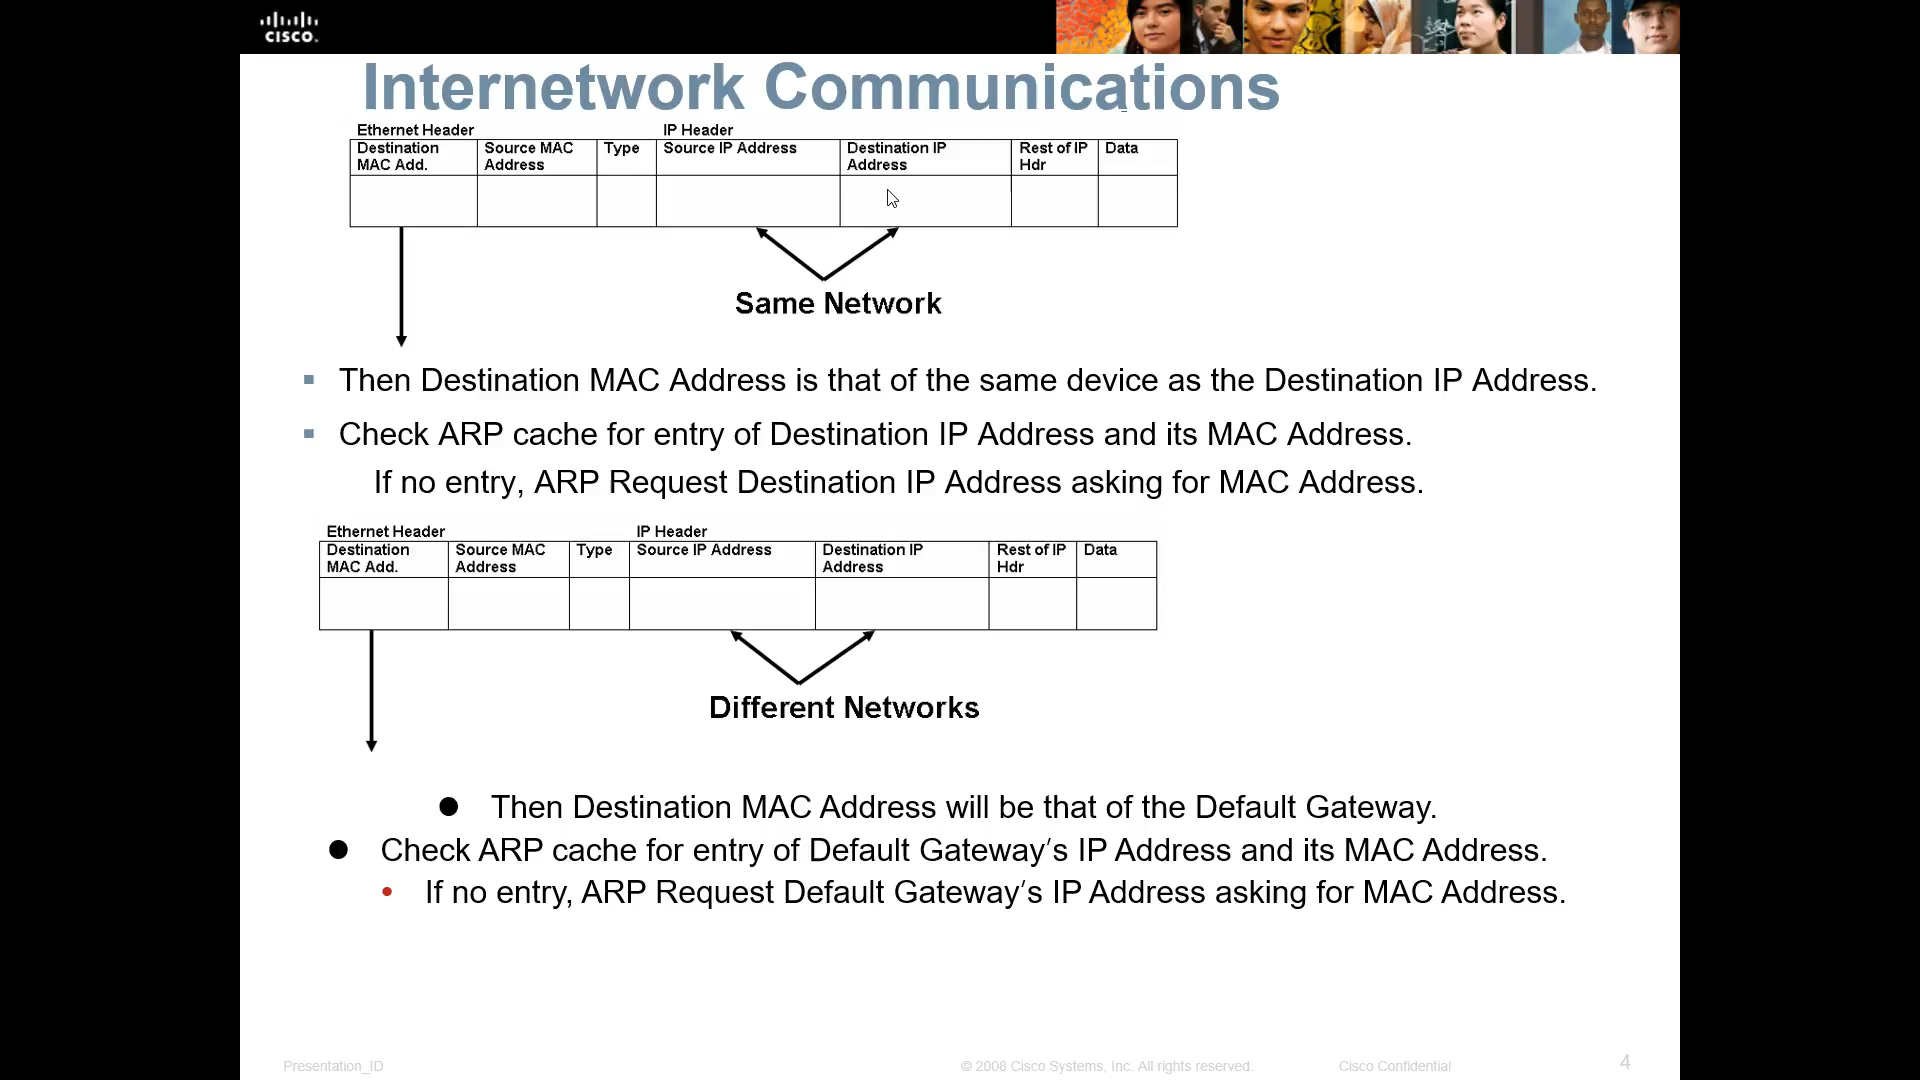 CISCO.
Internetwork Communications
Ethernet Header IP Header
Destination MAC Add. Source MAC Address Type Source IP Address Destination IP Address Rest of IP Hdr Data
Same Network
Then Destination MAC Address is that of the same device as the Destination IP Address.
Check ARP cache for entry of Destination IP Address and its MAC Address.
If no entry, ARP Request Destination IP Address asking for MAC Address.
Ethernet Header IP Header
Destination MAC Add. Source MAC Address Type Source IP Address Destination IP Address Rest of IP Hdr Data
Different Networks
Then Destination MAC Address will be that of the Default Gateway.
Check ARP cache for entry of Default Gateway′s IP Address and its MAC Address.
If no entry, ARP Request Default Gateway′s IP Address asking for MAC Address.
Presentation_ID © 2008 Cisco Systems, Inc. All rights reserved. Cisco Confidential 4